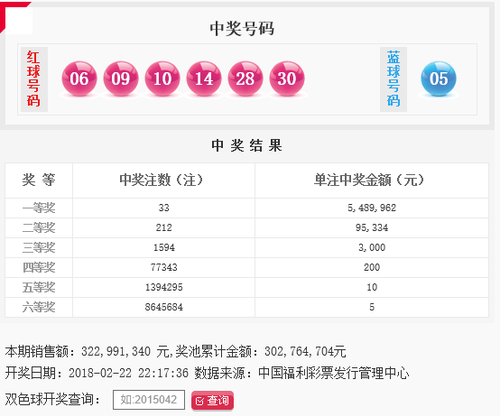 中奖号码
红球号码 06 09 10 14 28 30 蓝球号码 05
中 奖 结 果
奖 等 中奖注数（注） 单注中奖金额（元）
一等奖 33 5,489,962
二等奖 212 95,334
三等奖 1594 3,000
四等奖 77343 200
五等奖 1394295 10
六等奖 8645684 5
本期销售额：322,991,340 元,奖池累计金额：302,764,704元
开奖日期：2018-02-22 22:17:36 数据来源：中国福利彩票发行管理中心
双色球开奖查询： 如:2015042 查询